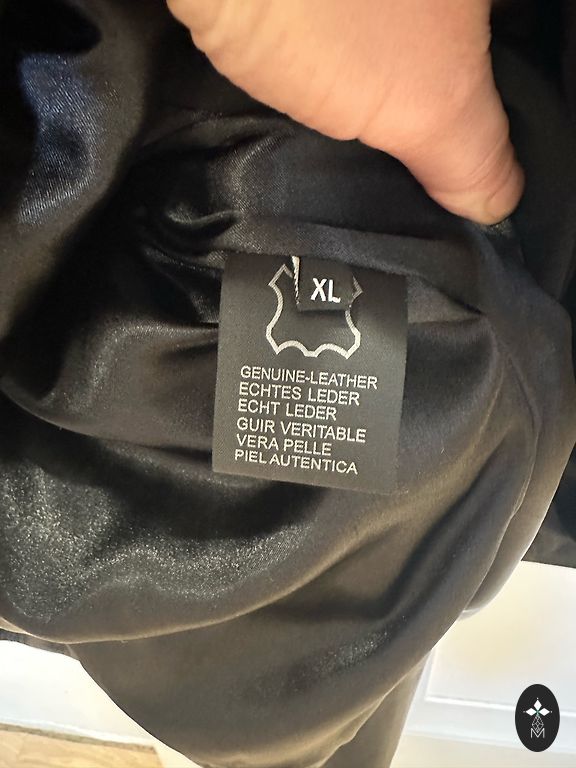 XL
GENUINE-LEATHER
ECHTES LEDER
ECHT LEDER
GUIR VERITABLE
VERA PELLE
PIEL AUTENTICA